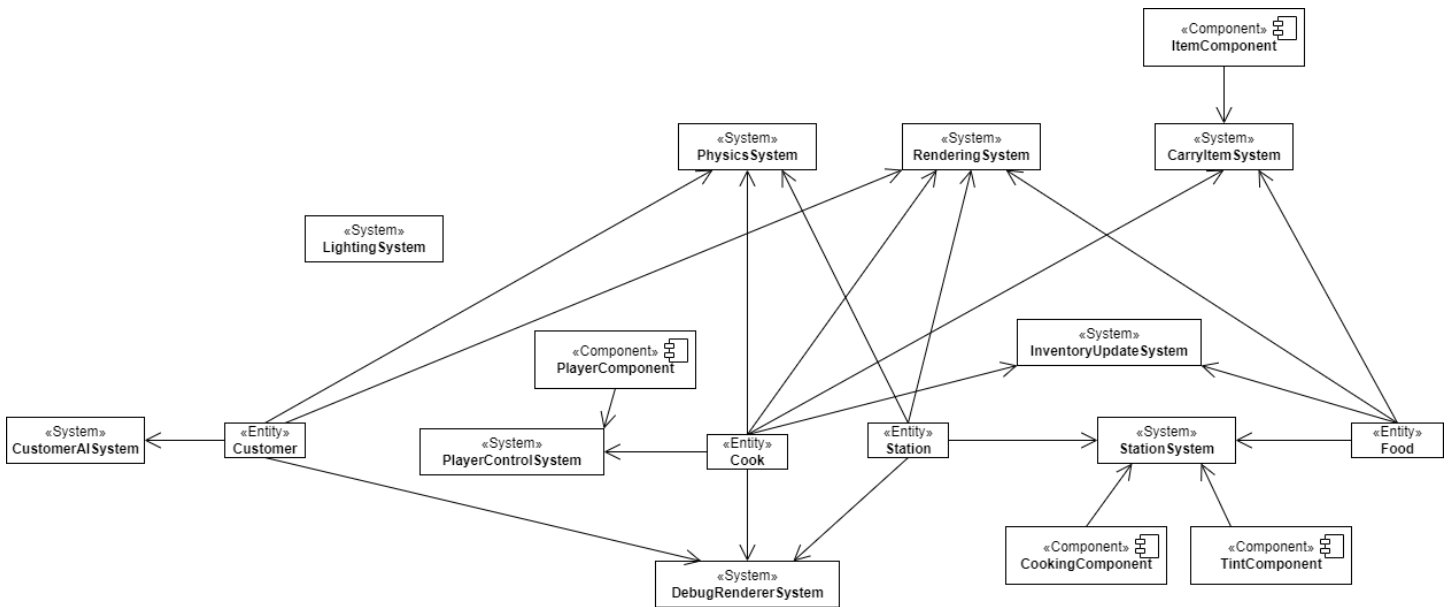 «Component»
ItemComponent
«System»
PhysicsSystem
«System»
RenderingSystem
«System»
CarryItemSystem
«System»
LightingSystem
«System»
InventoryUpdateSystem
«Component»
PlayerComponent
«System»
CustomerAISystem
«Entity»
Customer
«System»
PlayerControlSystem
«Entity»
Cook
«Entity»
Station
«System»
StationSystem
«Entity»
Food
«Component»
CookingComponent
«Component»
TintComponent
«System»
DebugRendererSystem